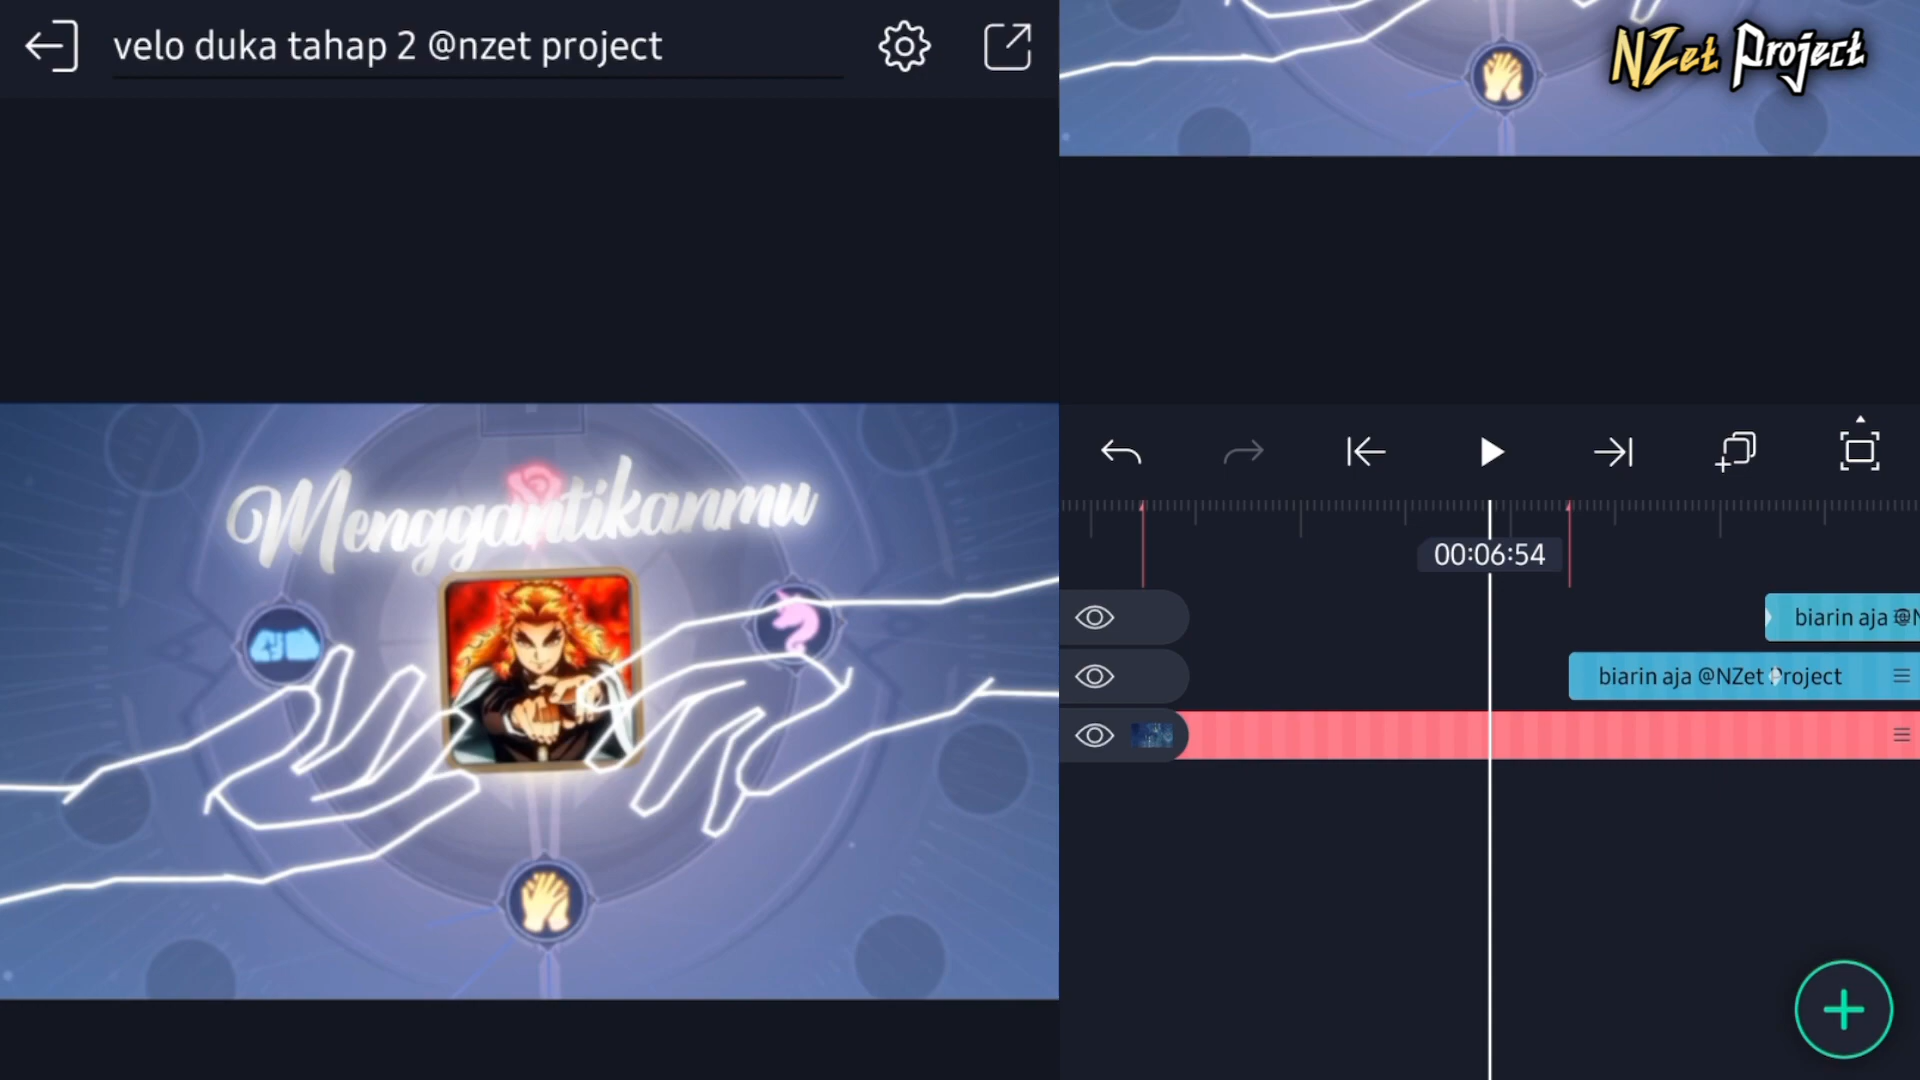 velo duka tahap 2 @nzet project
NZet Project
Menggantikanmu
00:06:54
biarin aja @N
biarin aja @NZet Project